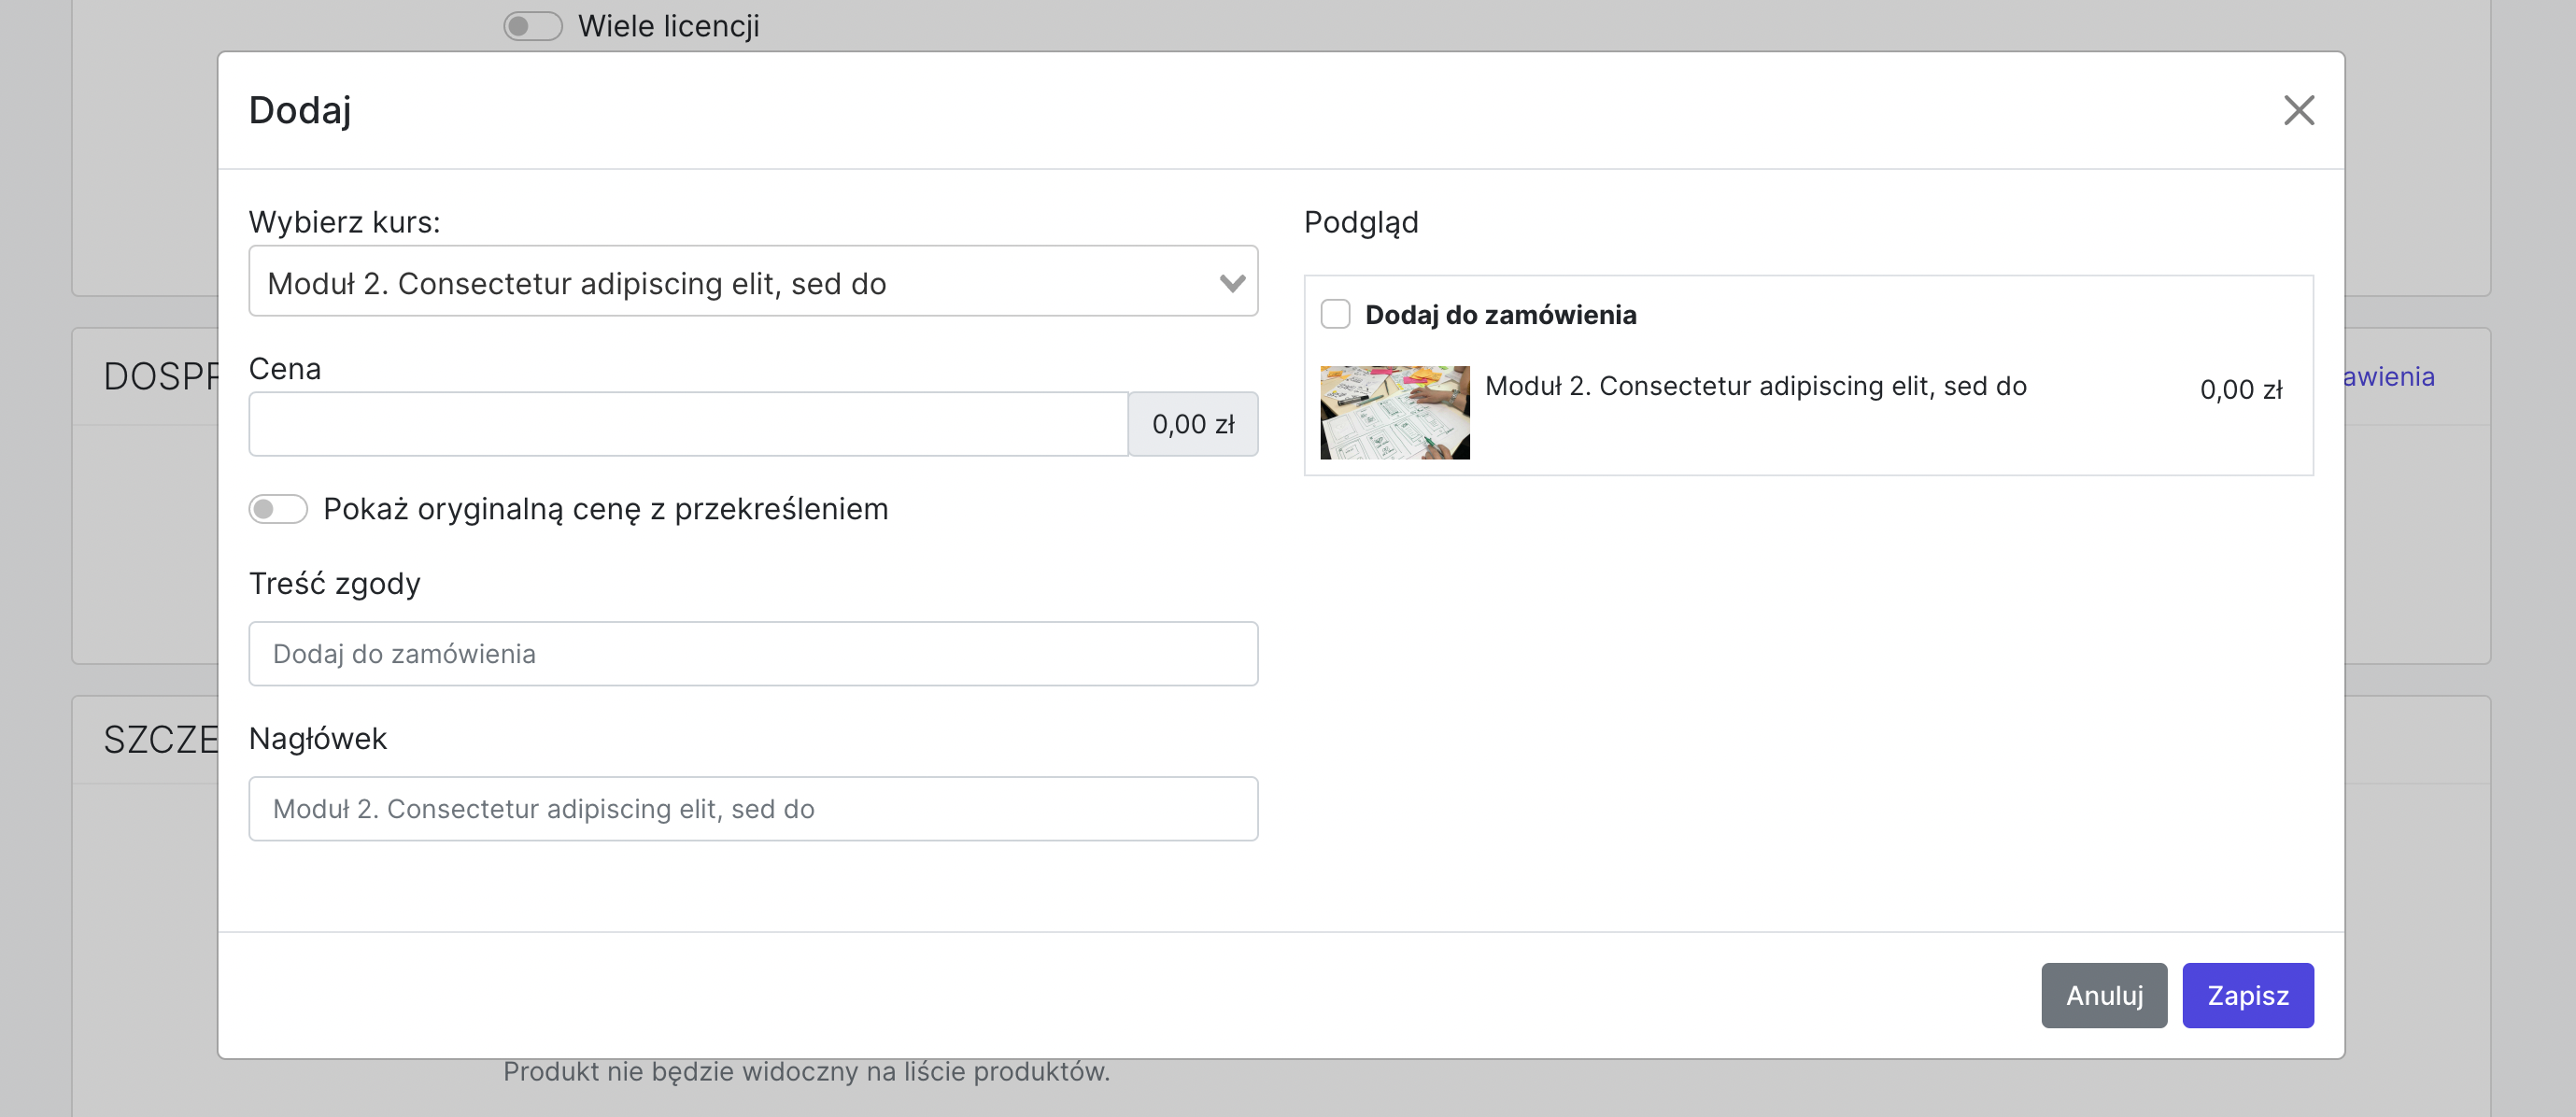 Wiele licencji
Dodaj
Wybierz kurs:
Moduł 2. Consectetur adipiscing elit, sed do
Cena
0,00 zł
Pokaż oryginalną cenę z przekreśleniem
Treść zgody
Dodaj do zamówienia
Nagłówek
Moduł 2. Consectetur adipiscing elit, sed do
Podgląd
Dodaj do zamówienia
Moduł 2. Consectetur adipiscing elit, sed do
0,00 zł
Anuluj
Zapisz
DOSPR
awienia
SZCZE
Produkt nie będzie widoczny na liście produktów.